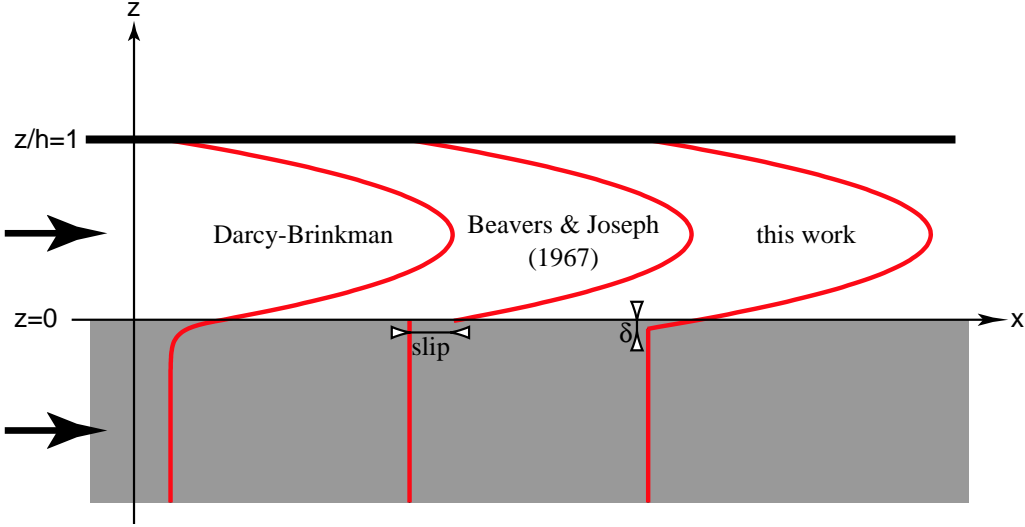 z
z/h=1
Darcy-Brinkman
Beavers & Joseph
(1967)
this work
z=0
x
slip
δ